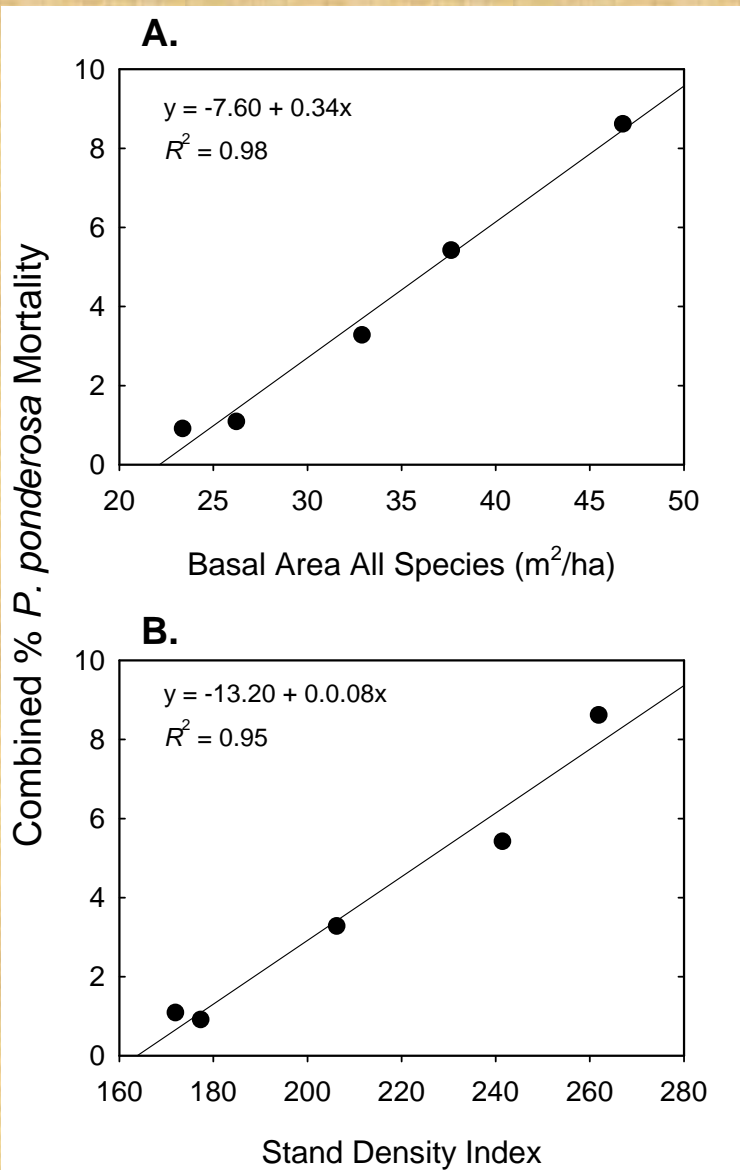 A.
y = -7.60 + 0.34x
R² = 0.98
10
8
6
4
2
0
20 25 30 35 40 45 50
Basal Area All Species (m²/ha)
Combined % P. ponderosa Mortality
B.
y = -13.20 + 0.0.08x
R² = 0.95
10
8
6
4
2
0
160 180 200 220 240 260 280
Stand Density Index